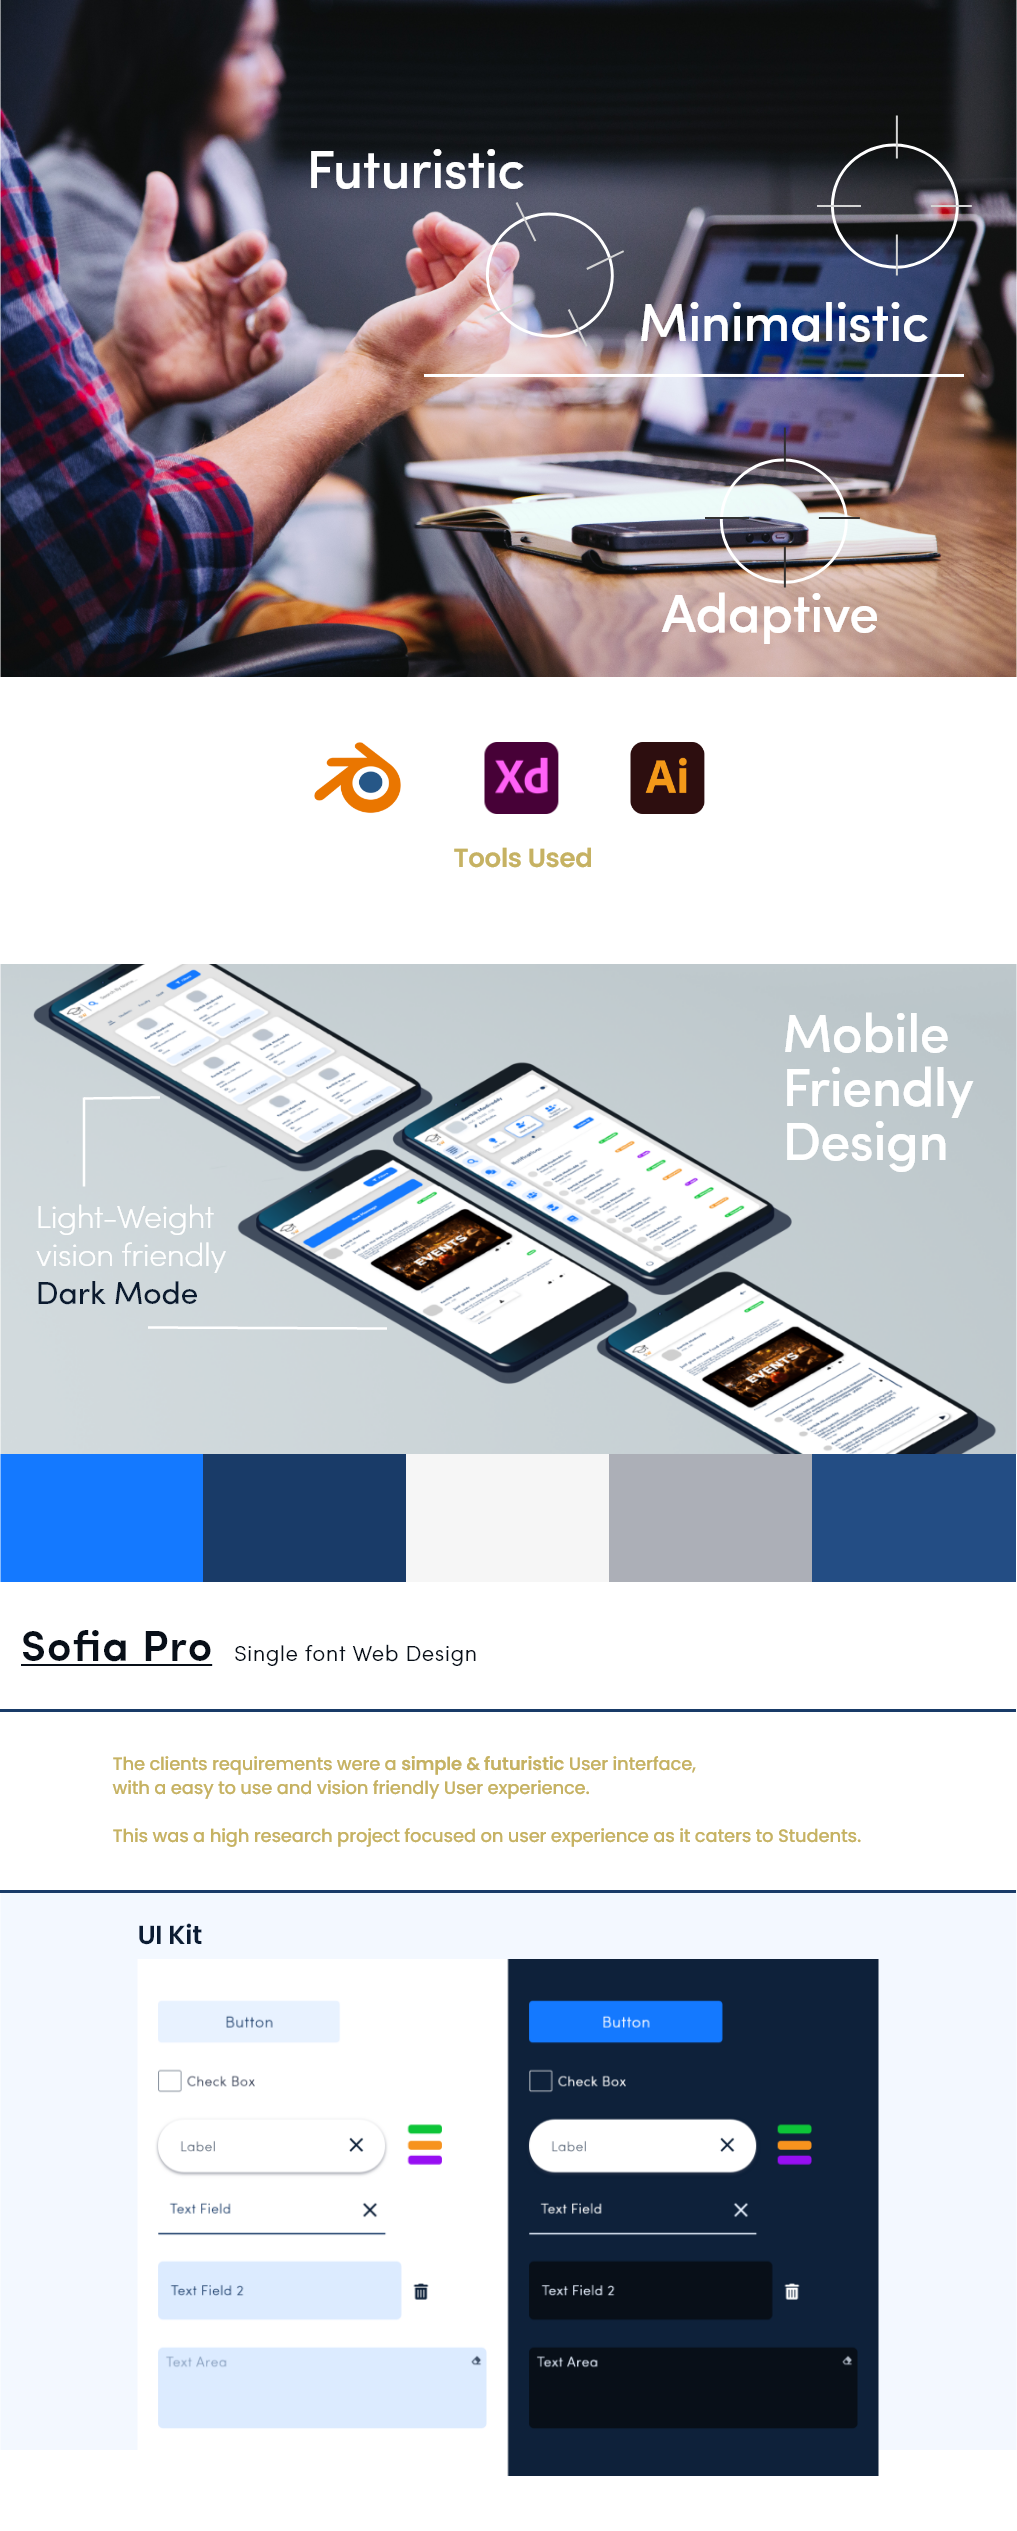 Futuristic
Minimalistic
Adaptive
Xd
Ai
Tools Used
Mobile
Friendly
Design
Light-Weight
vision friendly
Dark Mode
Notifications
EVENTS
EVENTS
Sofia Pro
Single font Web Design
The clients requirements were a simple & futuristic User interface,
with a easy to use and vision friendly User experience.
This was a high research project focused on user experience as it caters to Students.
UI Kit
Button
Check Box
Label
Text Field
Text Field 2
Text Area
Button
Check Box
Label
Text Field
Text Field 2
Text Area